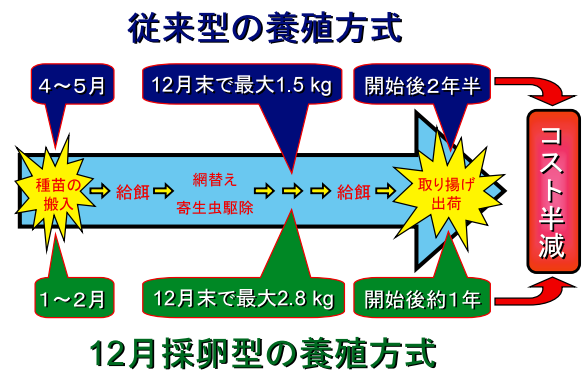 従来型の養殖方式
4～5月
12月末で最大1.5 kg
開始後2年半
種苗の
搬入
給餌
網替え
寄生虫駆除
給餌
取り揚げ
出荷
コスト半減
1～2月
12月末で最大2.8 kg
開始後約1年
12月採卵型の養殖方式